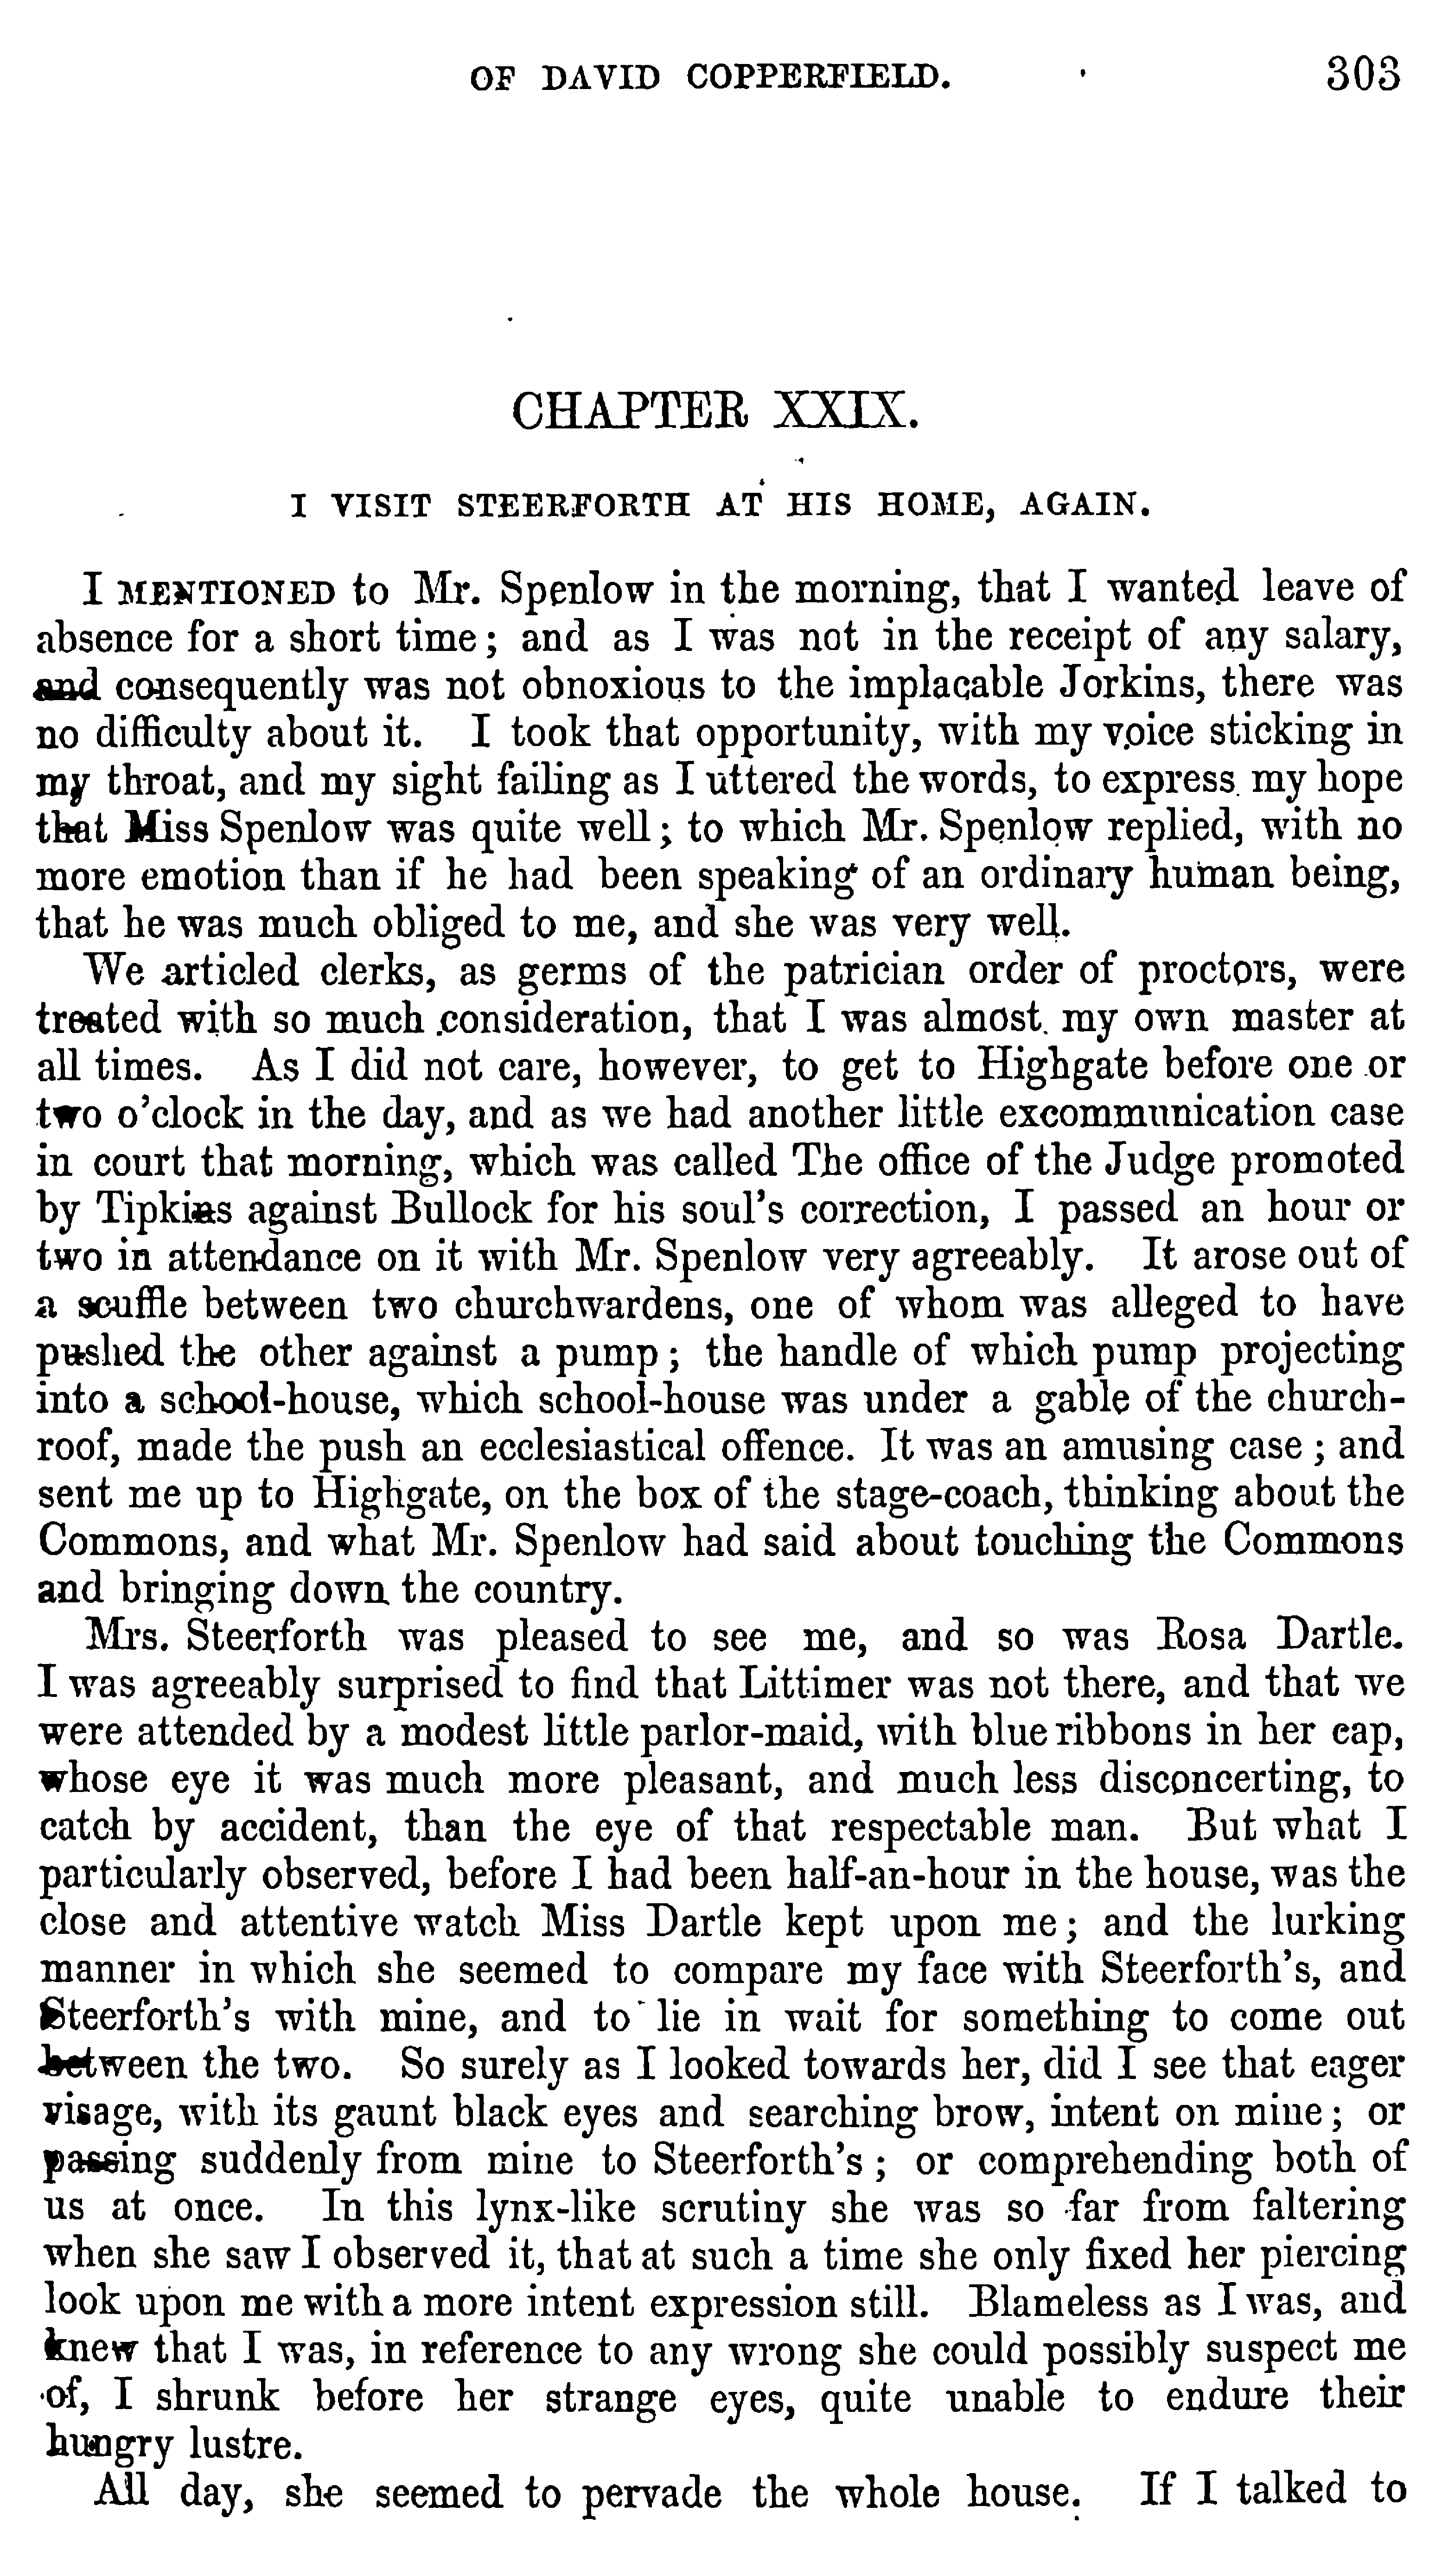 OF DAVID COPPERFIELD. 303
CHAPTER XXIX.
I VISIT STEERFORTH AT HIS HOME, AGAIN.
I MENTIONED to Mr. Spenlow in the morning, that I wanted leave of
absence for a short time; and as I was not in the receipt of any salary,
and consequently was not obnoxious to the implacable Jorkins, there was
no difficulty about it. I took that opportunity, with my voice sticking in
my throat, and my sight failing as I uttered the words, to express my hope
that Miss Spenlow was quite well; to which Mr. Spenlow replied, with no
more emotion than if he had been speaking of an ordinary human being,
that he was much obliged to me, and she was very well.
We articled clerks, as germs of the patrician order of proctors, were
treated with so much consideration, that I was almost my own master at
all times. As I did not care, however, to get to Highgate before one or
two o'clock in the day, and as we had another little excommunication case
in court that morning, which was called The office of the Judge promoted
by Tipkins against Bullock for his soul's correction, I passed an hour or
two in attendance on it with Mr. Spenlow very agreeably. It arose out of
a scuffle between two churchwardens, one of whom was alleged to have
pushed the other against a pump; the handle of which pump projecting
into a school-house, which school-house was under a gable of the church-
roof, made the push an ecclesiastical offence. It was an amusing case; and
sent me up to Highgate, on the box of the stage-coach, thinking about the
Commons, and what Mr. Spenlow had said about touching the Commons
and bringing down the country.
Mrs. Steerforth was pleased to see me, and so was Rosa Dartle.
I was agreeably surprised to find that Littimer was not there, and that we
were attended by a modest little parlor-maid, with blue ribbons in her cap,
whose eye it was much more pleasant, and much less disconcerting, to
catch by accident, than the eye of that respectable man. But what I
particularly observed, before I had been half-an-hour in the house, was the
close and attentive watch Miss Dartle kept upon me; and the lurking
manner in which she seemed to compare my face with Steerforth's, and
Steerforth's with mine, and to lie in wait for something to come out
between the two. So surely as I looked towards her, did I see that eager
visage, with its gaunt black eyes and searching brow, intent on mine; or
passing suddenly from mine to Steerforth's; or comprehending both of
us at once. In this lynx-like scrutiny she was so far from faltering
when she saw I observed it, that at such a time she only fixed her piercing
look upon me with a more intent expression still. Blameless as I was, and
knew that I was, in reference to any wrong she could possibly suspect me
of, I shrunk before her strange eyes, quite unable to endure their
hungry lustre.
All day, she seemed to pervade the whole house. If I talked to